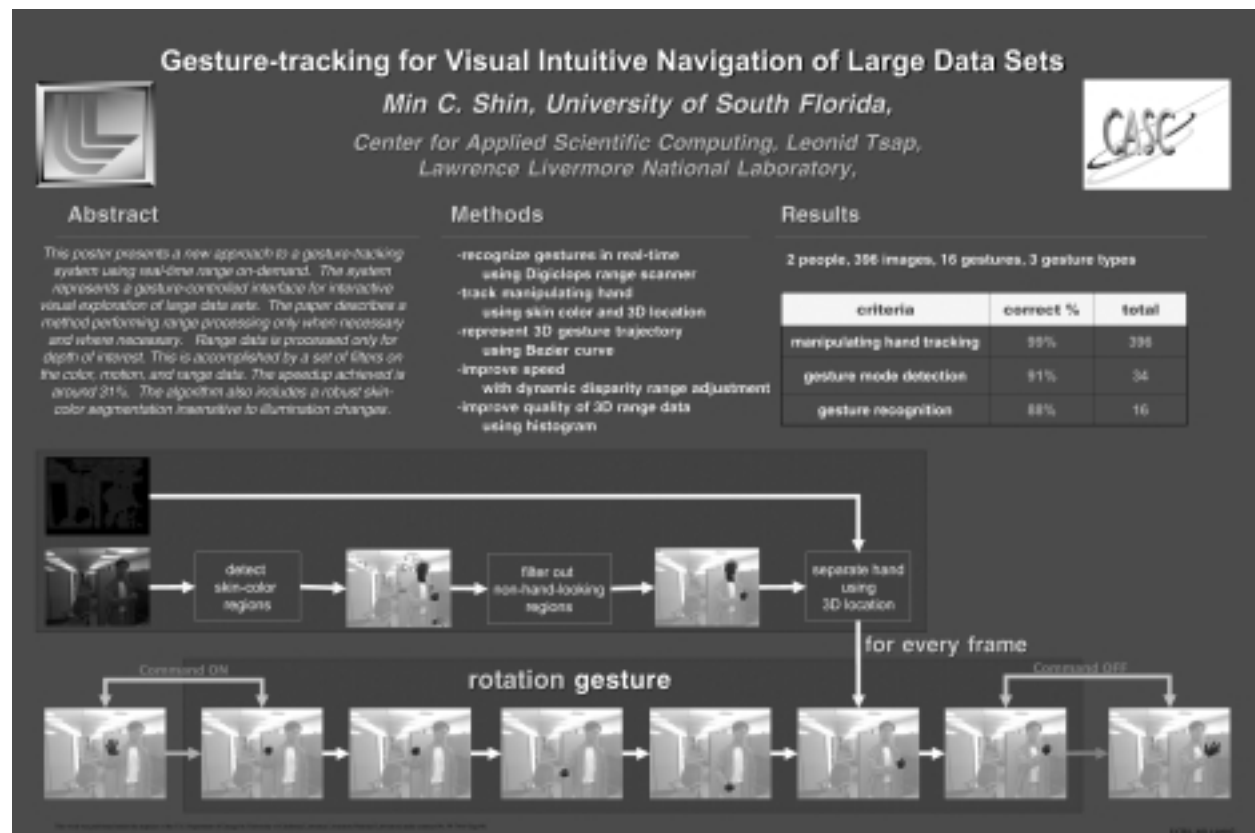 Gesture-tracking for Visual Intuitive Navigation of Large Data Sets
Min C. Shin, University of South Florida,
Center for Applied Scientific Computing, Leonid Tsap,
Lawrence Livermore National Laboratory,
CASC
Abstract
This poster presents a new approach to a gesture-tracking
system using real-time range on-demand. The system
represents a gesture-controlled interface for interactive
visual exploration of large data sets. The paper describes a
method performing range processing only when necessary
and where necessary. Range data is processed only for
depth of interest. This is accomplished by a set of filters on
the color, motion, and range data. The speedup achieved is
around 31%. The algorithm also includes a robust skin-
color segmentation insensitive to illumination changes.
Methods
-recognize gestures in real-time
using Digiclops range scanner
-track manipulating hand
using skin color and 3D location
-represent 3D gesture trajectory
using Bezier curve
-improve speed
with dynamic disparity range adjustment
-improve quality of 3D range data
using histogram
Results
2 people, 396 images, 16 gestures, 3 gesture types
criteria correct % total
manipulating hand tracking 99% 396
gesture mode detection 91% 34
gesture recognition 88% 16
detect
skin-color
regions
filter out
non-hand-looking
regions
separate hand
using
3D location
for every frame
Command ON
rotation gesture
Command OFF